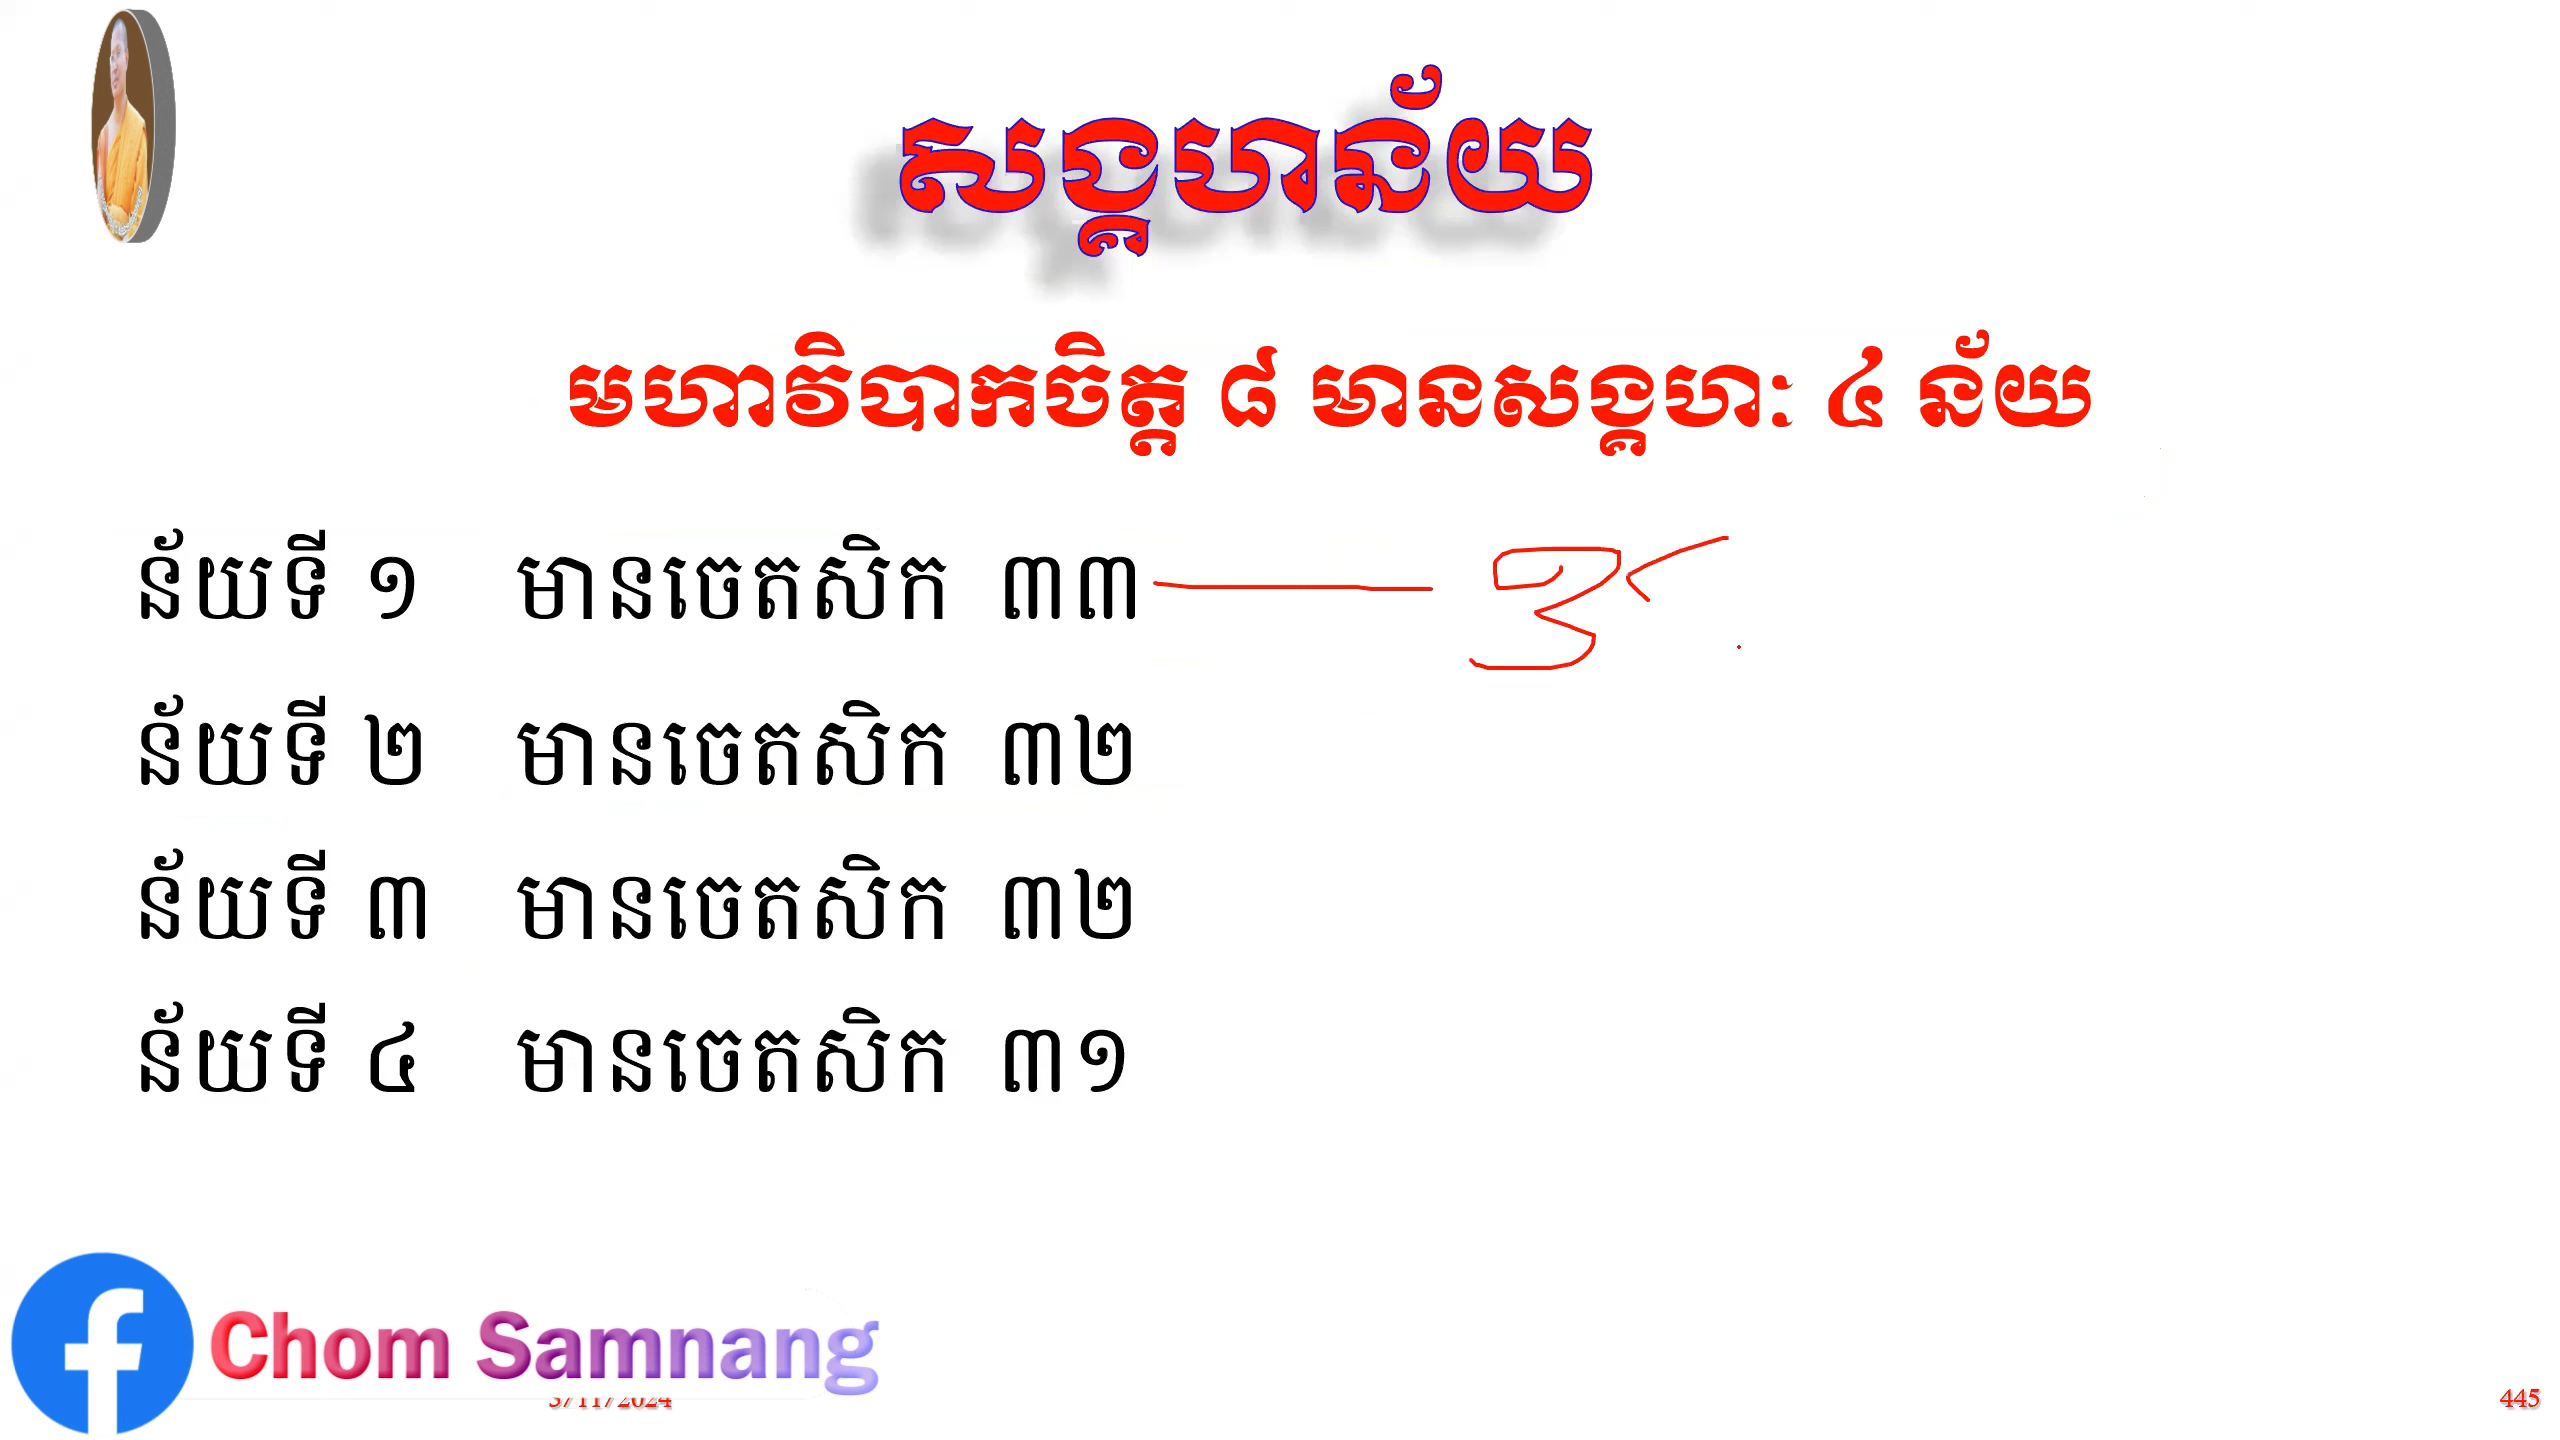 សង្គហន័យ
មហាវិបាកចិត្ត ៨ មានសង្គហៈ ៤ ន័យ
ន័យទី ១ មានចេតសិក ៣៣
ន័យទី ២ មានចេតសិក ៣២
ន័យទី ៣ មានចេតសិក ៣២
ន័យទី ៤ មានចេតសិក ៣១
Chom Samnang
3/11/2024
445